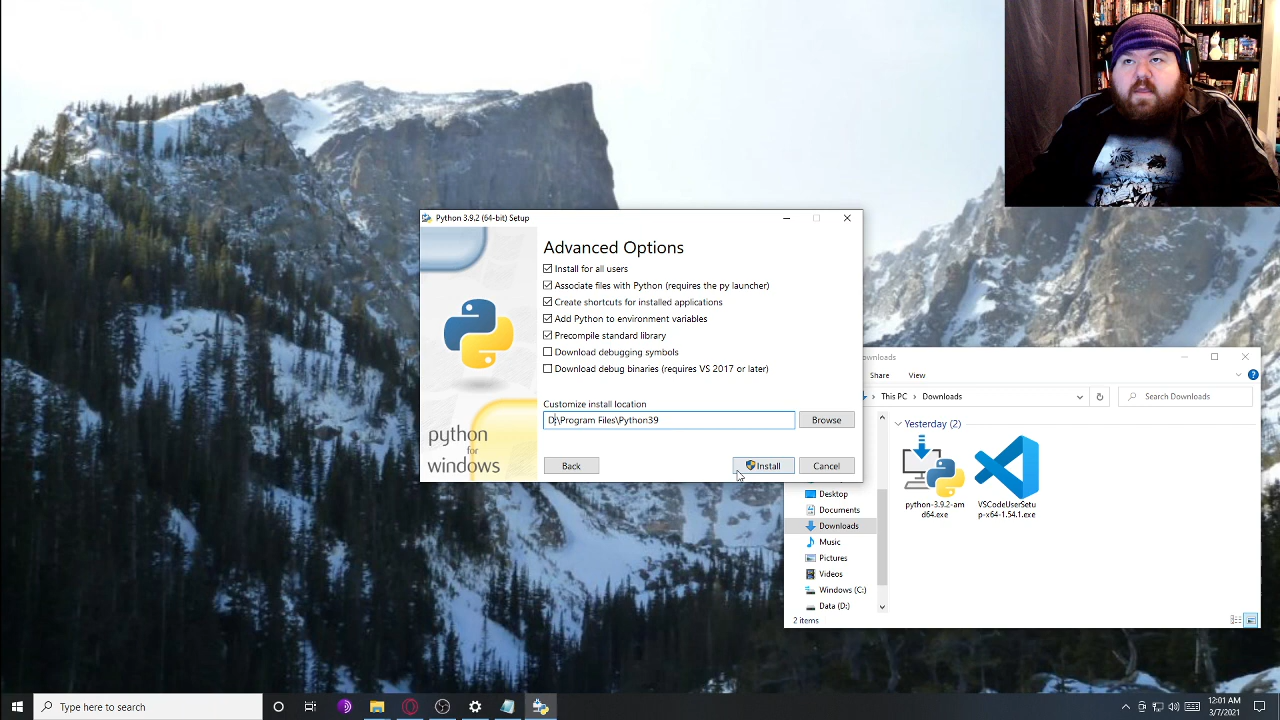 Python 3.9.2 (64-bit) Setup
Advanced Options
Install for all users
Associate files with Python (requires the py launcher)
Create shortcuts for installed applications
Add Python to environment variables
Precompile standard library
Download debugging symbols
Download debug binaries (requires VS 2017 or later)
Customize install location
D:\Program Files\Python39
Browse
python
for
windows
Back
Install
Cancel
ownloads
Share
View
This PC
Downloads
Search Downloads
Yesterday (2)
python-3.9.2-am
d64.exe
VSCodeUserSetu
p-x64-1.54.1.exe
Desktop
Documents
Downloads
Music
Pictures
Videos
Windows (C:)
Data (D:)
2 items
Type here to search
12:01 AM
3/7/2021